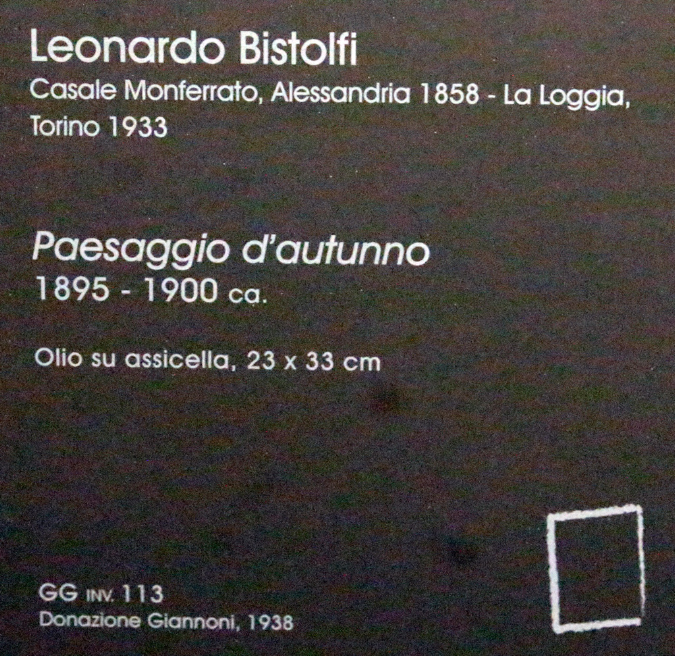 Leonardo Bistolfi
Casale Monferrato, Alessandria 1858 - La Loggia,
Torino 1933
Paesaggio d'autunno
1895 - 1900 ca.
Olio su assicella, 23 x 33 cm
GG INV. 113
Donazione Giannoni, 1938